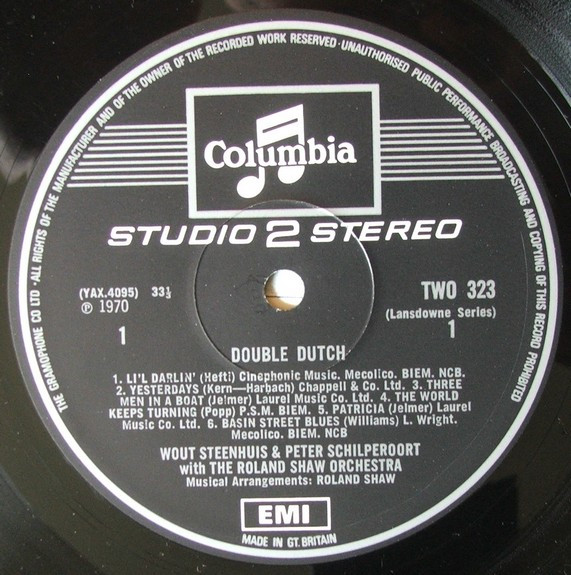 THE GRAMOPHONE CO LTD · ALL RIGHTS OF THE MANUFACTURER AND OF THE OWNER OF THE RECORDED WORK RESERVED · UNAUTHORISED PUBLIC PERFORMANCE BROADCASTING AND COPYING OF THIS RECORD PROHIBITED
Columbia
STUDIO 2 STEREO
(YAX.4095) 33⅓
℗ 1970
1
TWO 323
(Lansdowne Series)
1
DOUBLE DUTCH
1. LI'L DARLIN' (Hefti) Cinephonic Music. Mecolico. BIEM. NCB.
2. YESTERDAYS (Kern—Harbach) Chappell & Co. Ltd. 3. THREE
MEN IN A BOAT (Jelmer) Laurel Music Co. Ltd. 4. THE WORLD
KEEPS TURNING (Popp) P.S.M. BIEM. 5. PATRICIA (Jelmer) Laurel
Music Co. Ltd. 6. BASIN STREET BLUES (Williams) L. Wright.
Mecolico. BIEM. NCB
WOUT STEENHUIS & PETER SCHILPEROORT
with THE ROLAND SHAW ORCHESTRA
Musical Arrangements: ROLAND SHAW
EMI
MADE IN GT. BRITAIN